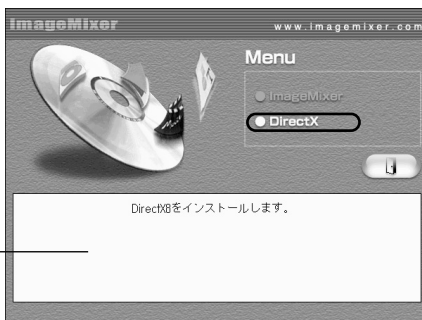 ImageMixer
www.imagemixer.com
Menu
ImageMixer
DirectX
DirectX8をインストールします。